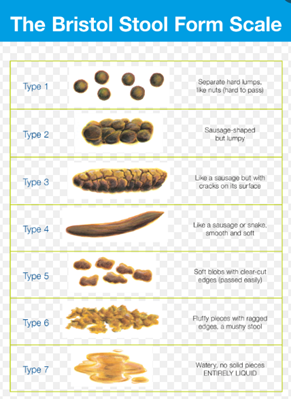 The Bristol Stool Form Scale
Type 1
Separate hard lumps,
like nuts (hard to pass)
Type 2
Sausage-shaped
but lumpy
Type 3
Like a sausage but with
cracks on its surface
Type 4
Like a sausage or snake,
smooth and soft
Type 5
Soft blobs with clear-cut
edges (passed easily)
Type 6
Fluffy pieces with ragged
edges, a mushy stool
Type 7
Watery, no solid pieces
ENTIRELY LIQUID